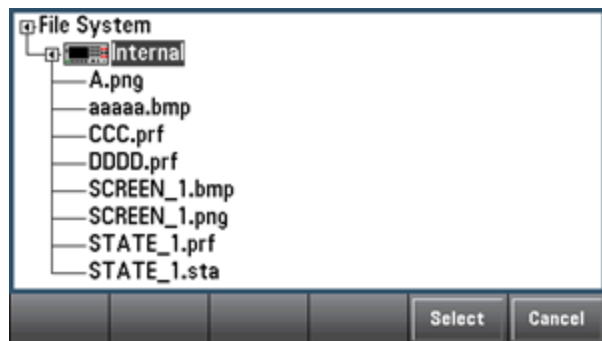 File System
Internal
A.png
aaaaa.bmp
CCC.prf
DDDD.prf
SCREEN_1.bmp
SCREEN_1.png
STATE_1.prf
STATE_1.sta
Select Cancel